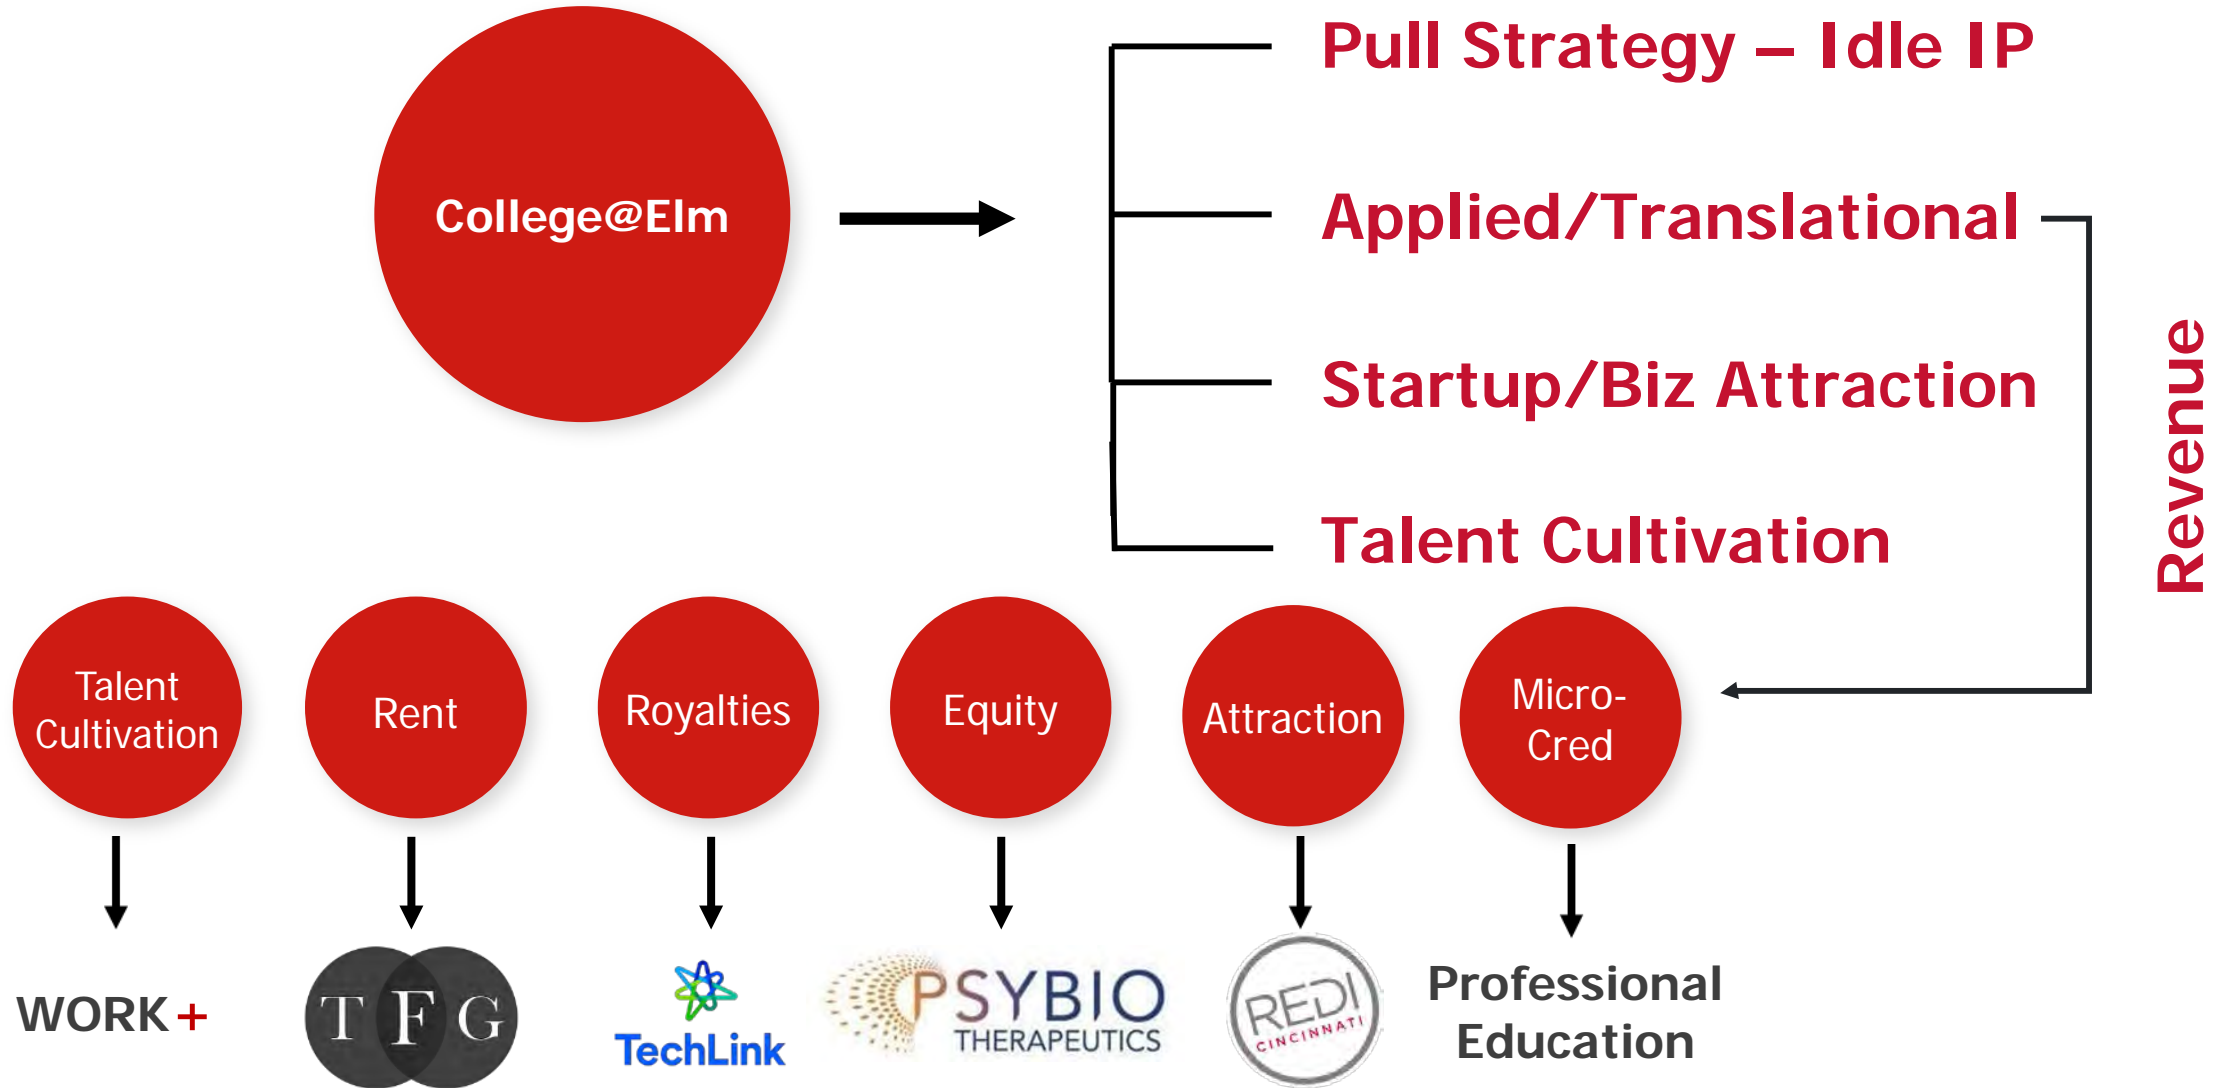 College@Elm
Pull Strategy – Idle IP
Applied/Translational
Startup/Biz Attraction
Talent Cultivation
Revenue
Talent
Cultivation
Rent
Royalties
Equity
Attraction
Micro-
Cred
WORK+
T F G
TechLink
PSYBIO
THERAPEUTICS
REDI
CINCINNATI
Professional
Education